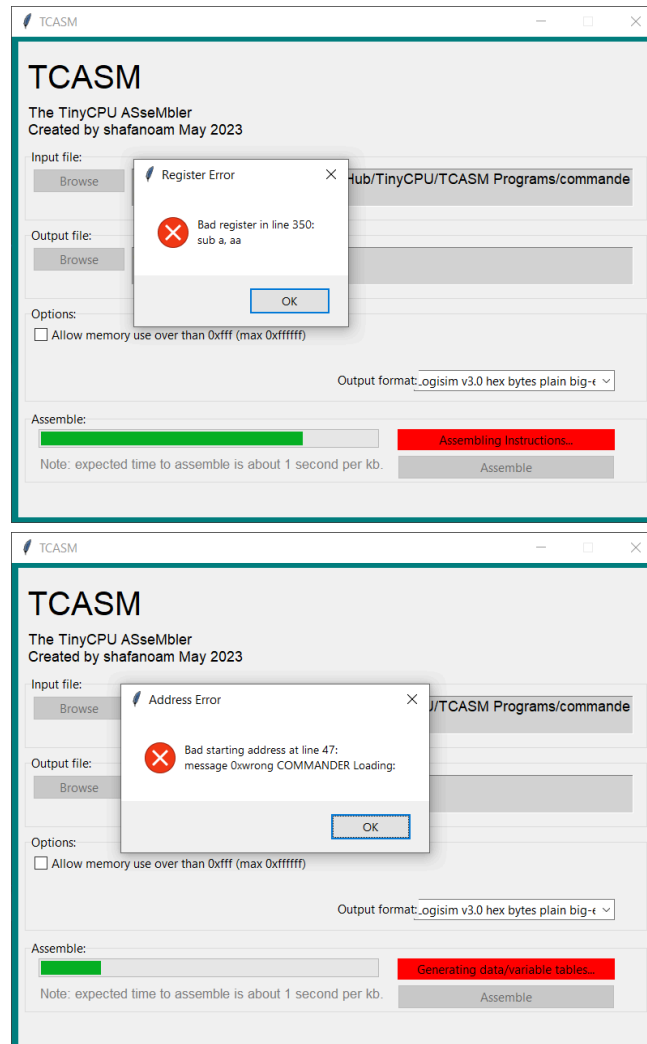 TCASM
TCASM
The TinyCPU ASseMbler
Created by shafanoam May 2023
Input file:
Browse
Register Error
Hub/TinyCPU/TCASM Programs/commande
Bad register in line 350:
sub a, aa
Output file:
Browse
OK
Options:
Allow memory use over than 0xfff (max 0xffffff)
Output format:
ogisim v3.0 hex bytes plain big-e
Assemble:
Assembling Instructions...
Note: expected time to assemble is about 1 second per kb.
Assemble
TCASM
TCASM
The TinyCPU ASseMbler
Created by shafanoam May 2023
Input file:
Browse
Address Error
J/TCASM Programs/commande
Bad starting address at line 47:
message 0xwrong COMMANDER Loading:
Output file:
Browse
OK
Options:
Allow memory use over than 0xfff (max 0xffffff)
Output format:
ogisim v3.0 hex bytes plain big-e
Assemble:
Generating data/variable tables...
Note: expected time to assemble is about 1 second per kb.
Assemble